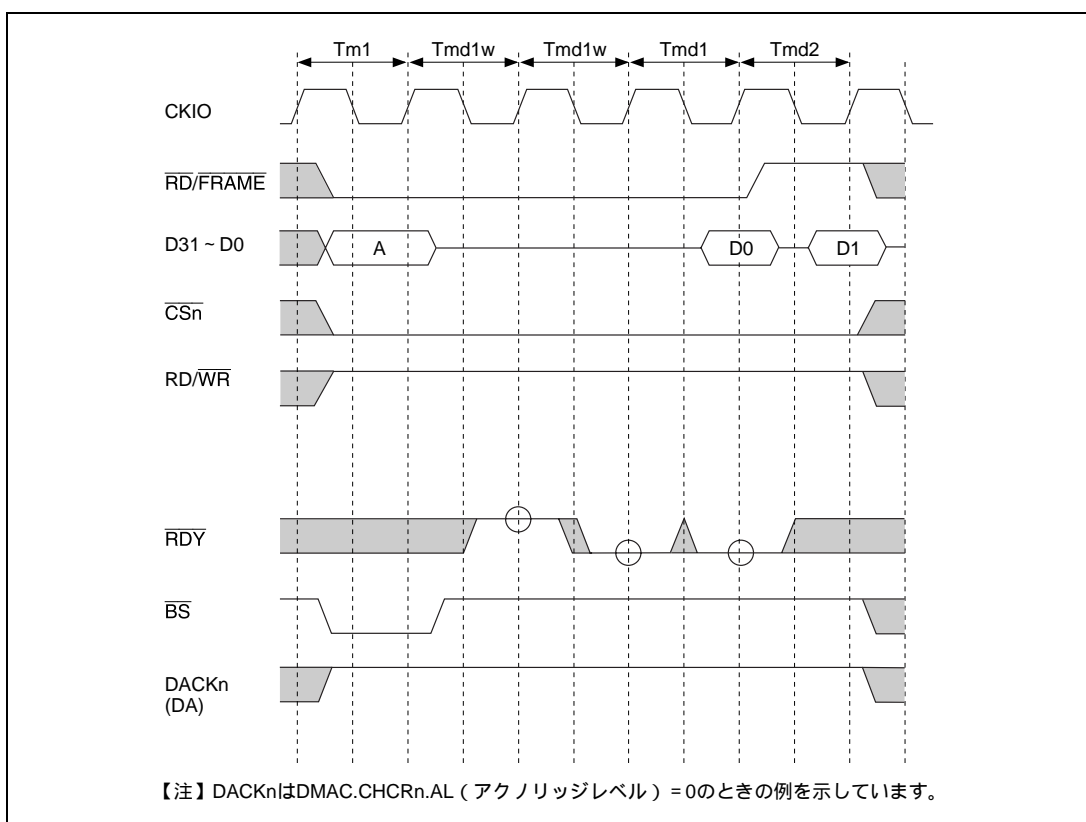 Tm1 Tmd1w Tmd1w Tmd1 Tmd2
CKIO
RD/FRAME
D31 ~ D0 A D0 D1
CSn
RD/WR
RDY
BS
DACKn
(DA)
【注】DACKnはDMAC.CHCRn.AL（アクノリッジレベル）=0のときの例を示しています。